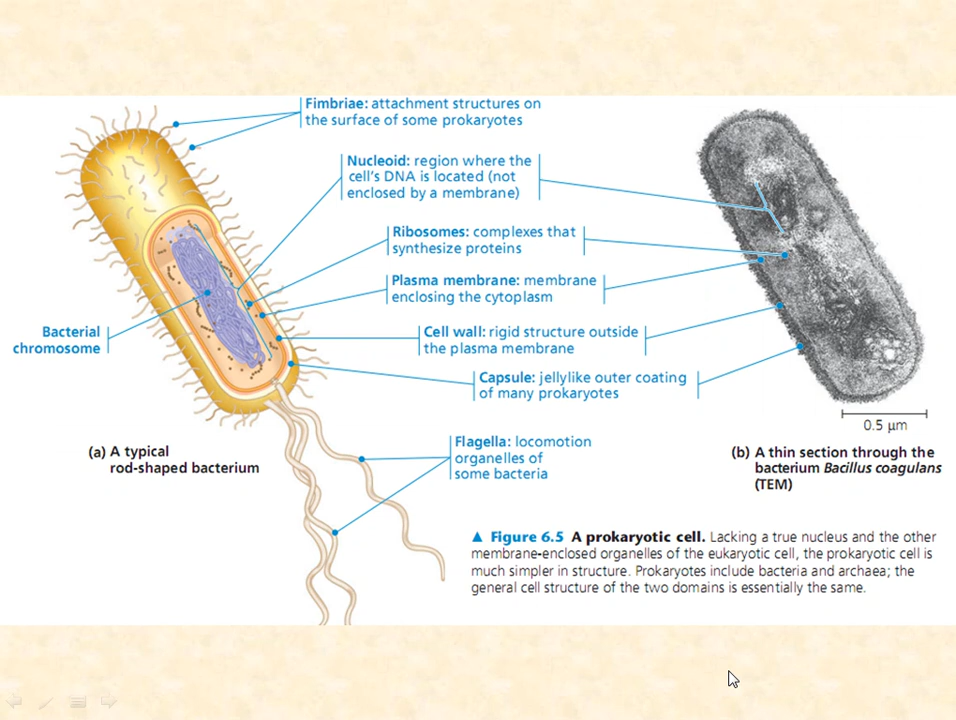 Fimbriae: attachment structures on
the surface of some prokaryotes
Nucleoid: region where the
cell's DNA is located (not
enclosed by a membrane)
Ribosomes: complexes that
synthesize proteins
Plasma membrane: membrane
enclosing the cytoplasm
Bacterial
chromosome
Cell wall: rigid structure outside
the plasma membrane
Capsule: jellylike outer coating
of many prokaryotes
0.5 µm
Flagella: locomotion
organelles of
some bacteria
(a) A typical
rod-shaped bacterium
(b) A thin section through the
bacterium Bacillus coagulans
(TEM)
▲ Figure 6.5 A prokaryotic cell. Lacking a true nucleus and the other
membrane-enclosed organelles of the eukaryotic cell, the prokaryotic cell is
much simpler in structure. Prokaryotes include bacteria and archaea; the
general cell structure of the two domains is essentially the same.